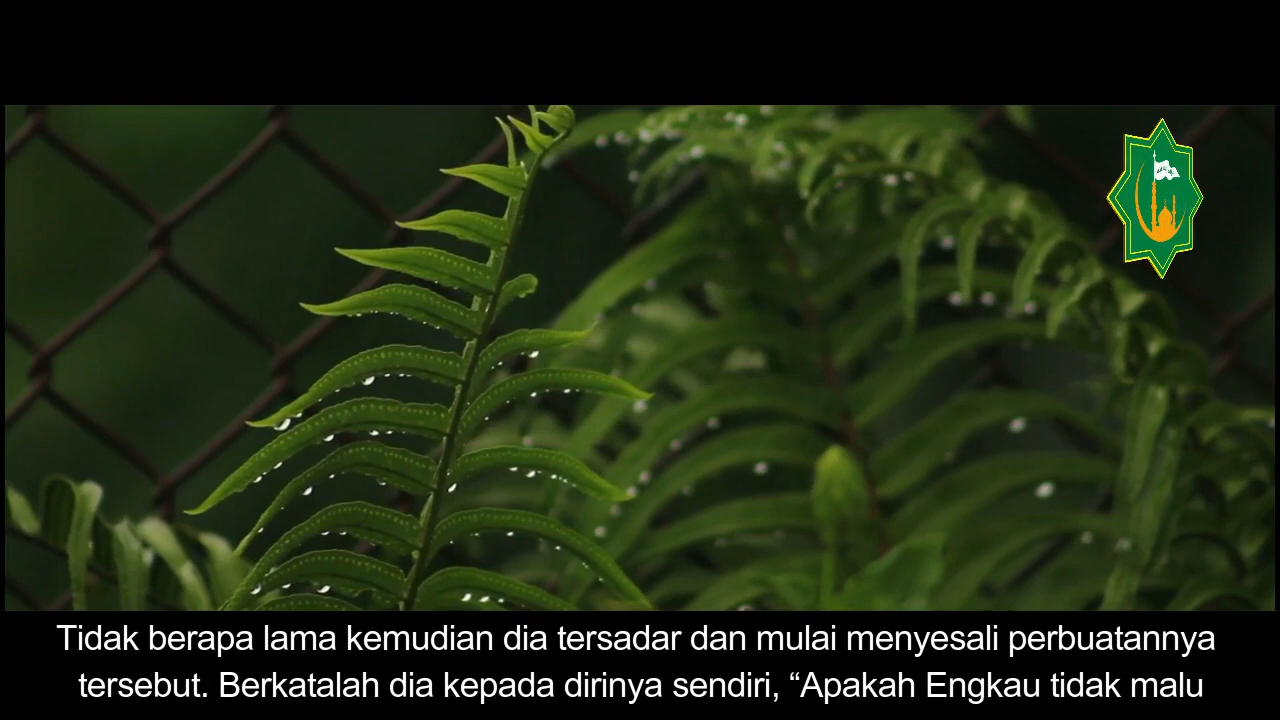 Tidak berapa lama kemudian dia tersadar dan mulai menyesali perbuatannya
tersebut. Berkatalah dia kepada dirinya sendiri, “Apakah Engkau tidak malu